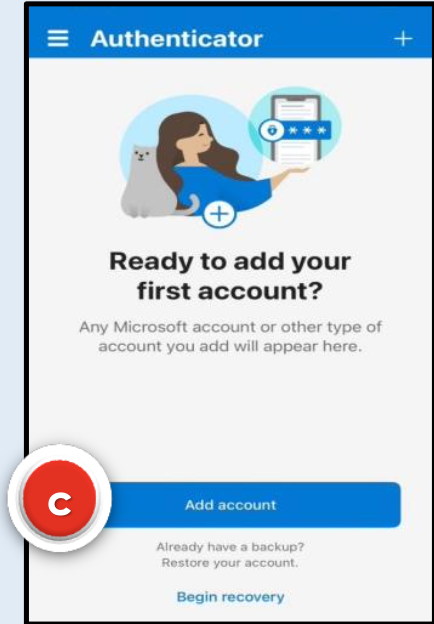 Authenticator
* * *
Ready to add your
first account?
Any Microsoft account or other type of
account you add will appear here.
C
Add account
Already have a backup?
Restore your account.
Begin recovery